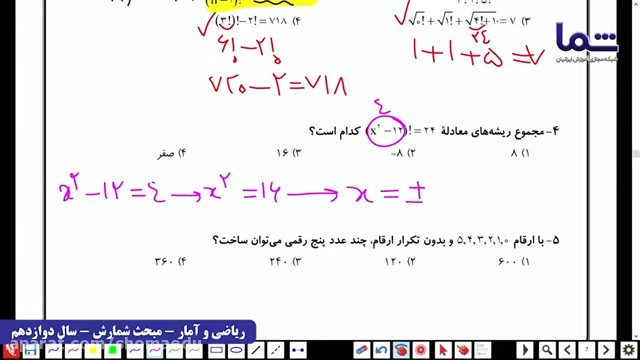 (n-1)!
۴) (۳!)!-۲!=۷۱۸
۳) √۰!+√۱!+√۴!+۱۰=۷
۲۴
۶!-۲!
۱+۱+۵=۷
۷۲۰-۲=۷۱۸
شما
شبکه‌ی آموزش ایرانیان
۴
۴- مجموع ریشه‌های معادلهٔ (x²-۱۲)!=۲۴ کدام است؟
۱) ۸ ۲) -۸ ۳) ۱۶ ۴) صفر
x²-۱۲=۴ → x²=۱۶ → x=±
۵- با ارقام ۵,۴,۳,۲,۱,۰ و بدون تکرار ارقام، چند عدد پنج رقمی می‌توان ساخت؟
۱) ۶۰۰ ۲) ۱۲۰ ۳) ۲۴۰ ۴) ۳۶۰
ریاضی و آمار – مبحث شمارش – سال دوازدهم